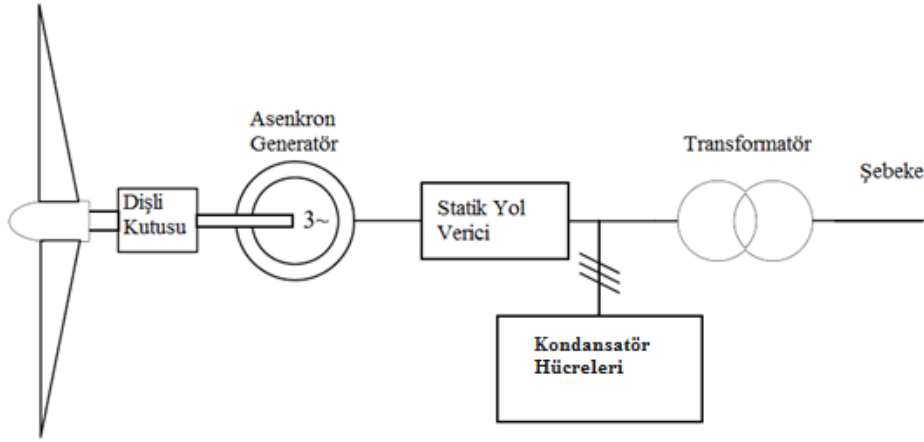 Asenkron
Generatör
Transformatör
Şebeke
Dişli
Kutusu
3~
Statik Yol
Verici
Kondansatör
Hücreleri